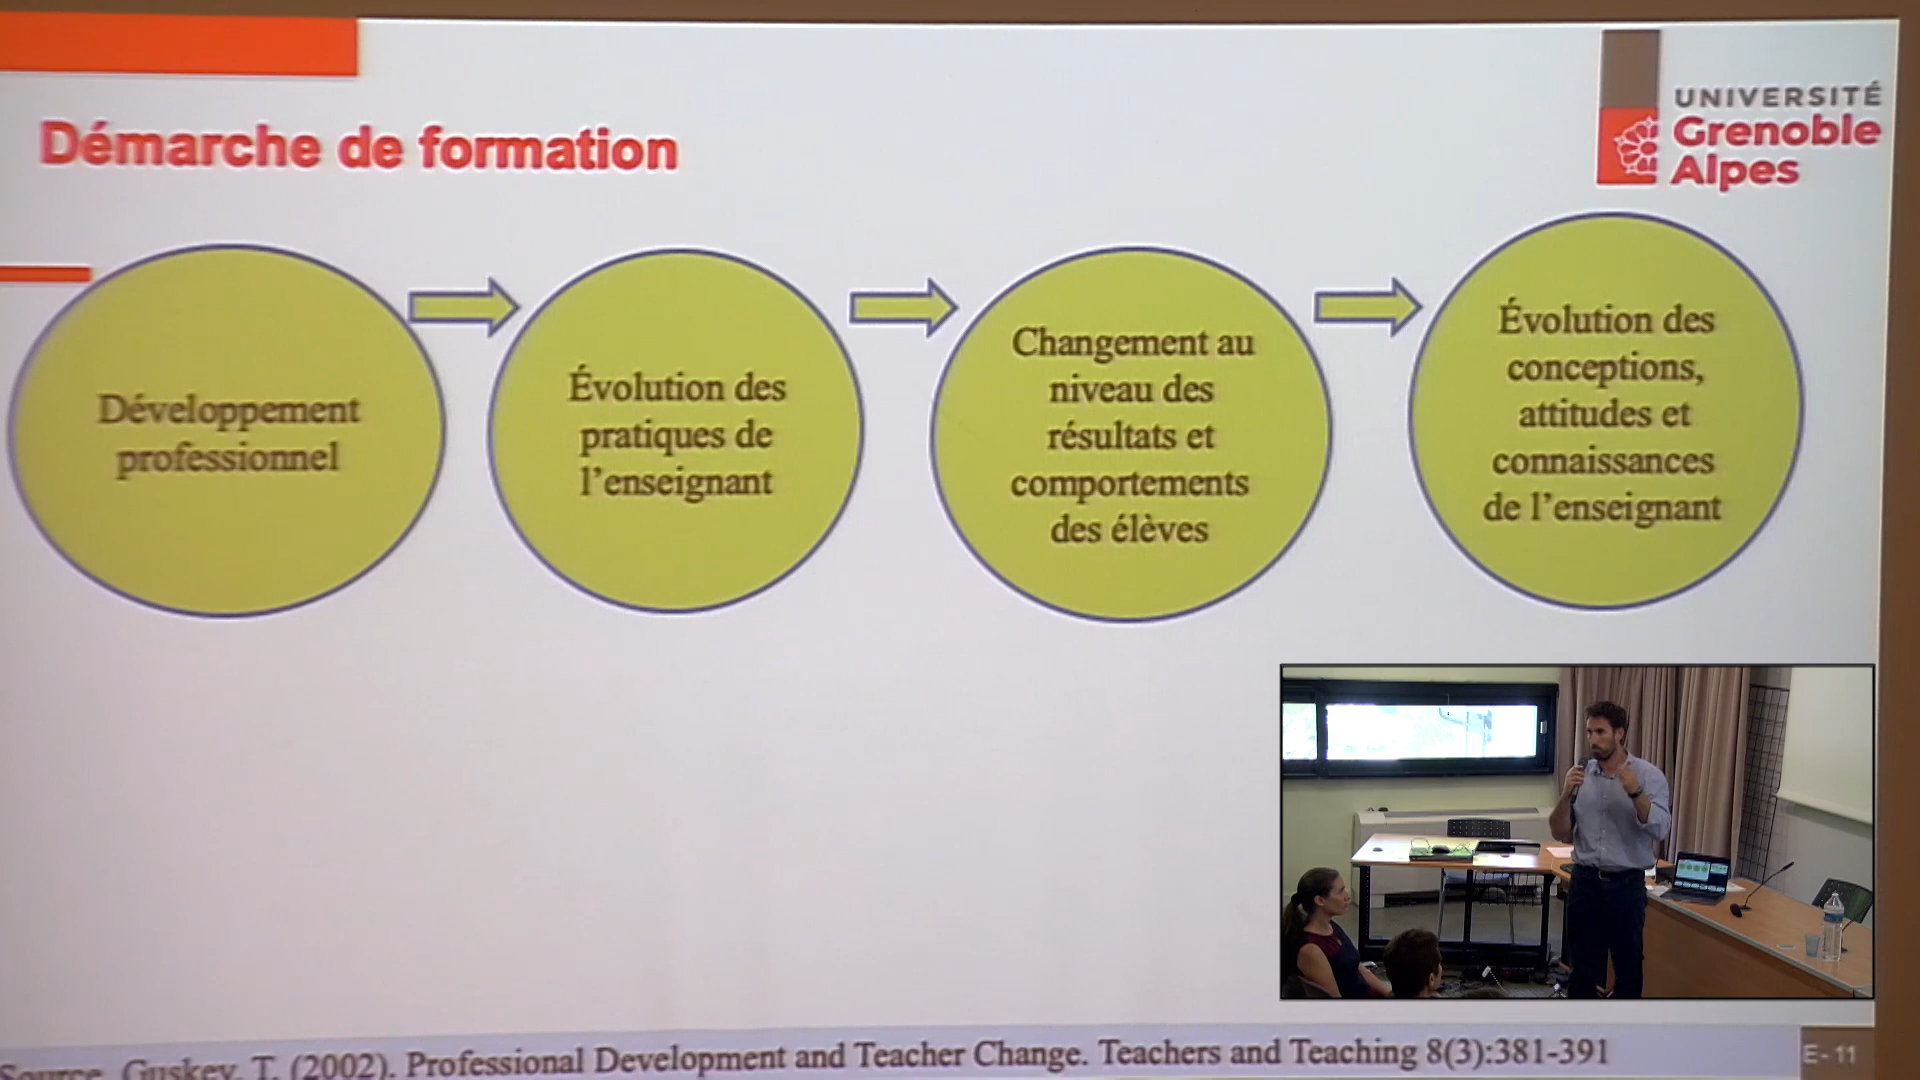 Démarche de formation
UNIVERSITÉ
Grenoble
Alpes
Développement
professionnel
Évolution des
pratiques de
l'enseignant
Changement au
niveau des
résultats et
comportements
des élèves
Évolution des
conceptions,
attitudes et
connaissances
de l'enseignant
Source. Guskey, T. (2002). Professional Development and Teacher Change. Teachers and Teaching 8(3):381-391
E- 11